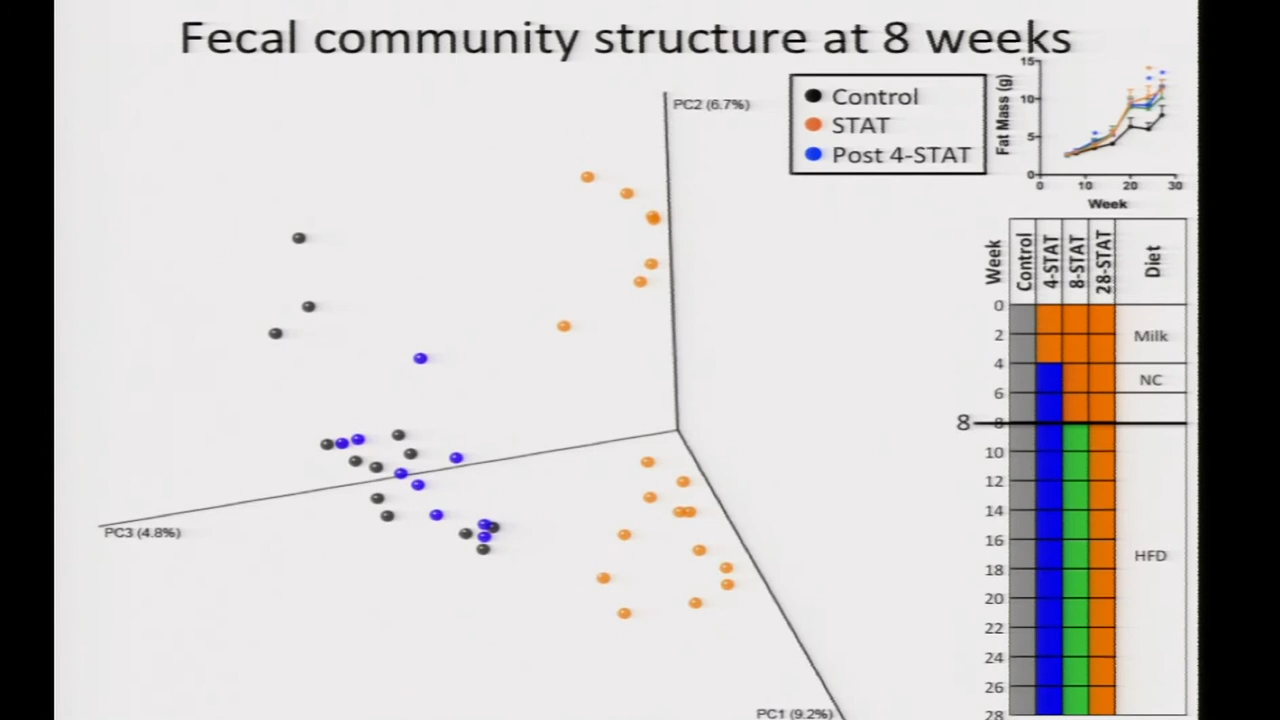 Fecal community structure at 8 weeks
PC2 (6.7%)
Control
STAT
Post 4-STAT
PC3 (4.8%)
PC1 (9.2%)
Fat Mass (g)
15
10
5
0
0 10 20 30
Week
Week Control 4-STAT 8-STAT 28-STAT Diet
0
2 Milk
4
NC
6
8 8
10
12
14
16
HFD
18
20
22
24
26
28